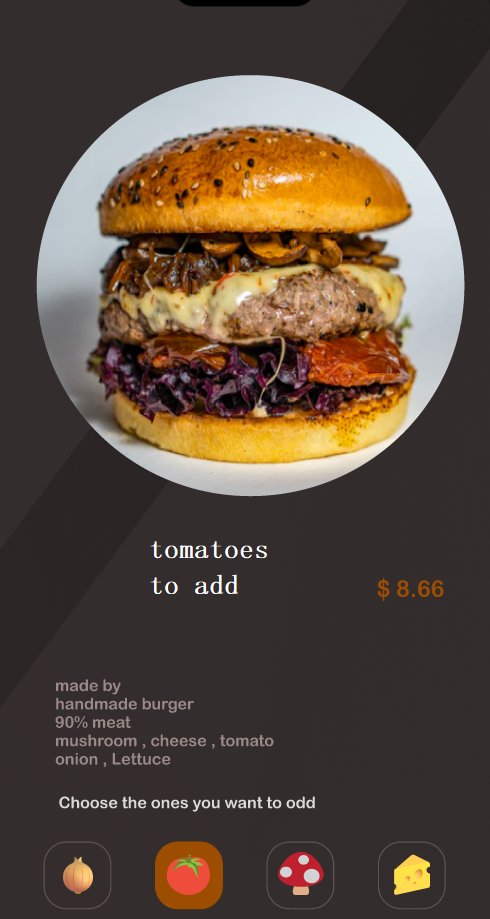 tomatoes
to add
$ 8.66
made by
handmade burger
90% meat
mushroom , cheese , tomato
onion , Lettuce
Choose the ones you want to odd